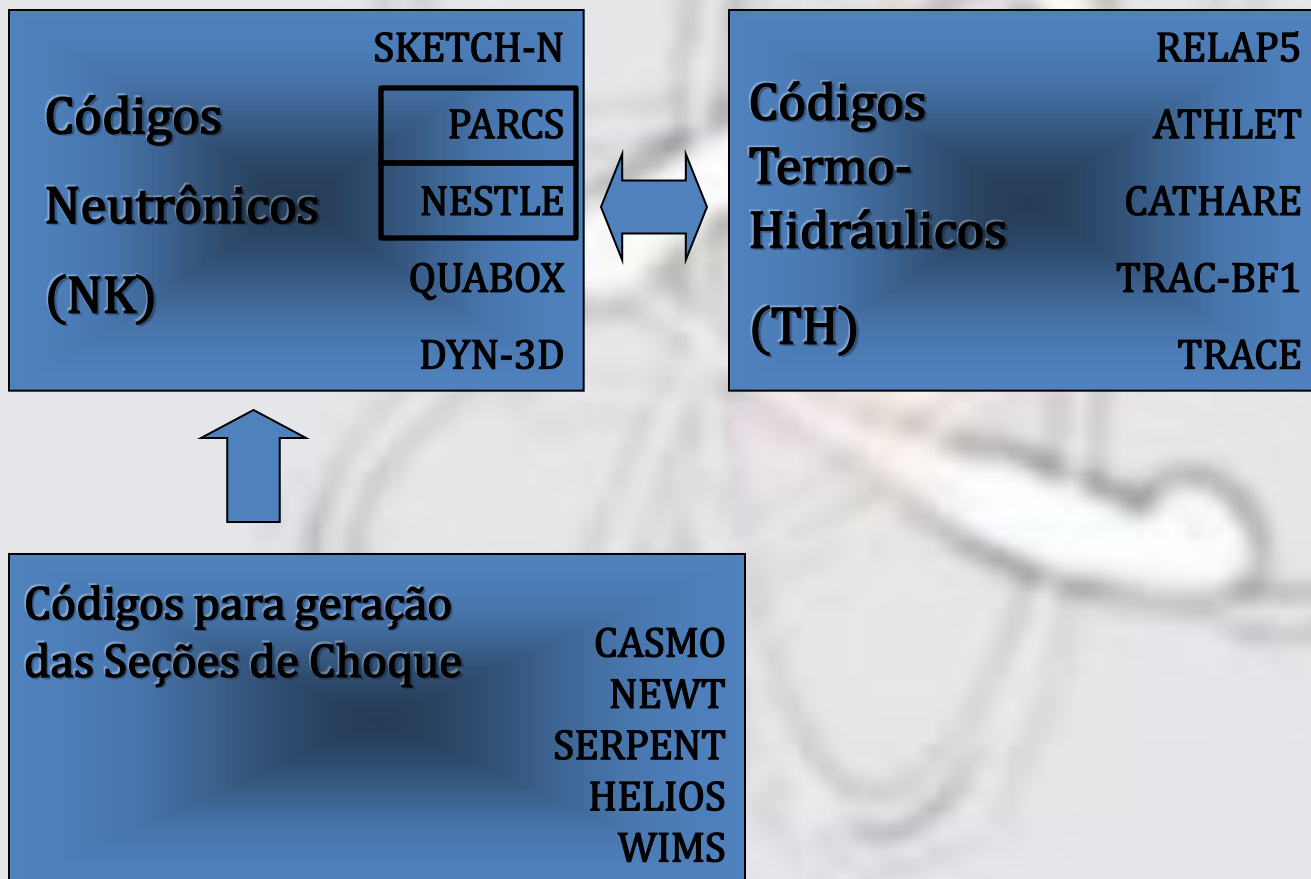 Códigos
Neutrônicos
(NK)
SKETCH-N
PARCS
NESTLE
QUABOX
DYN-3D
Códigos
Termo-
Hidráulicos
(TH)
RELAP5
ATHLET
CATHARE
TRAC-BF1
TRACE
Códigos para geração
das Seções de Choque
CASMO
NEWT
SERPENT
HELIOS
WIMS